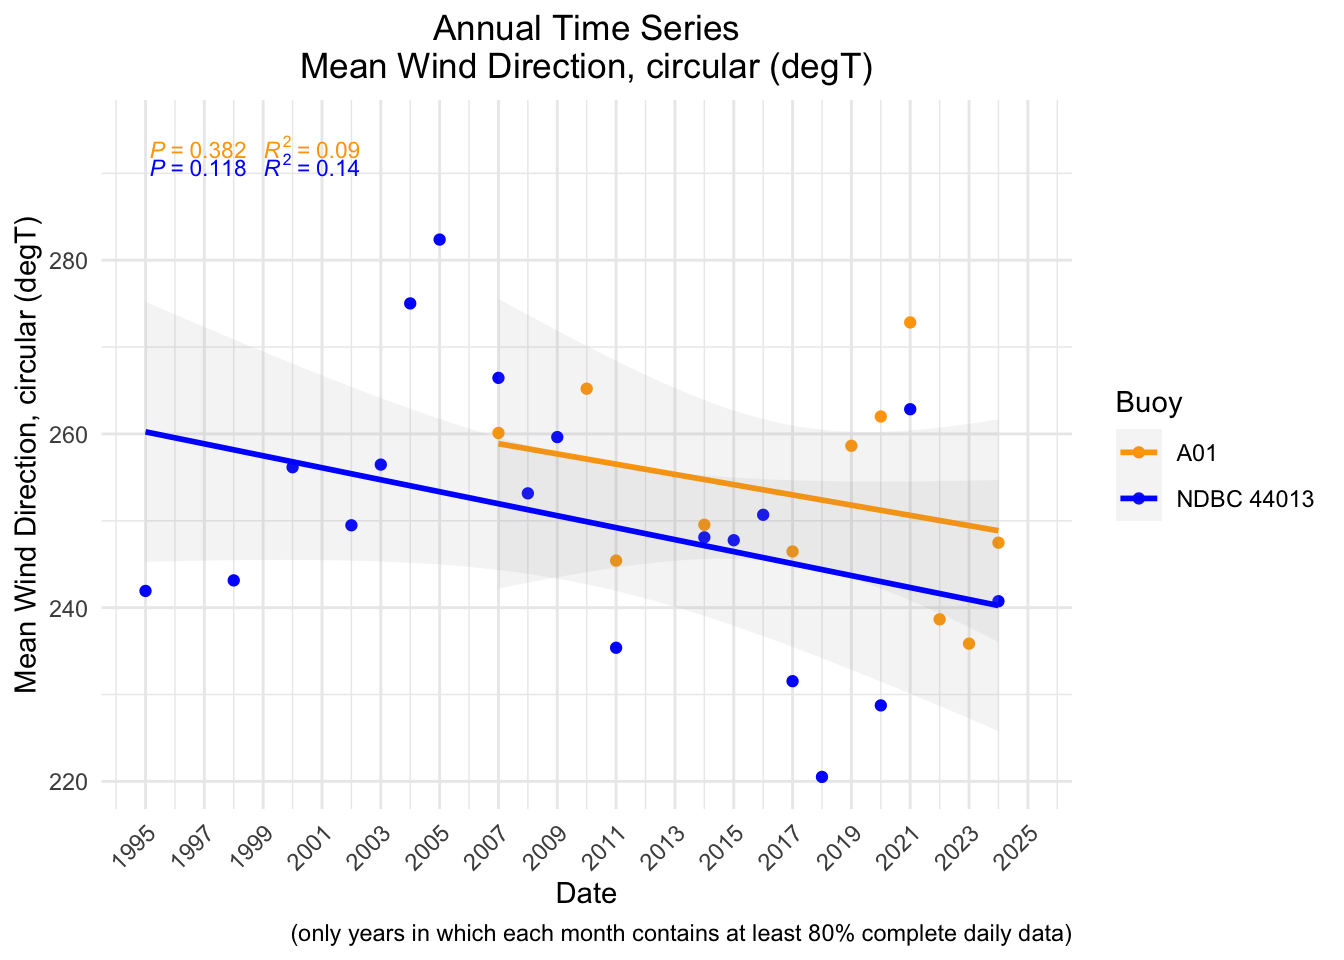 Annual Time Series
Mean Wind Direction, circular (degT)
P = 0.382 R² = 0.09
P = 0.118 R² = 0.14
Mean Wind Direction, circular (degT)
280
260
240
220
1995 1997 1999 2001 2003 2005 2007 2009 2011 2013 2015 2017 2019 2021 2023 2025
Date
(only years in which each month contains at least 80% complete daily data)
Buoy
A01
NDBC 44013